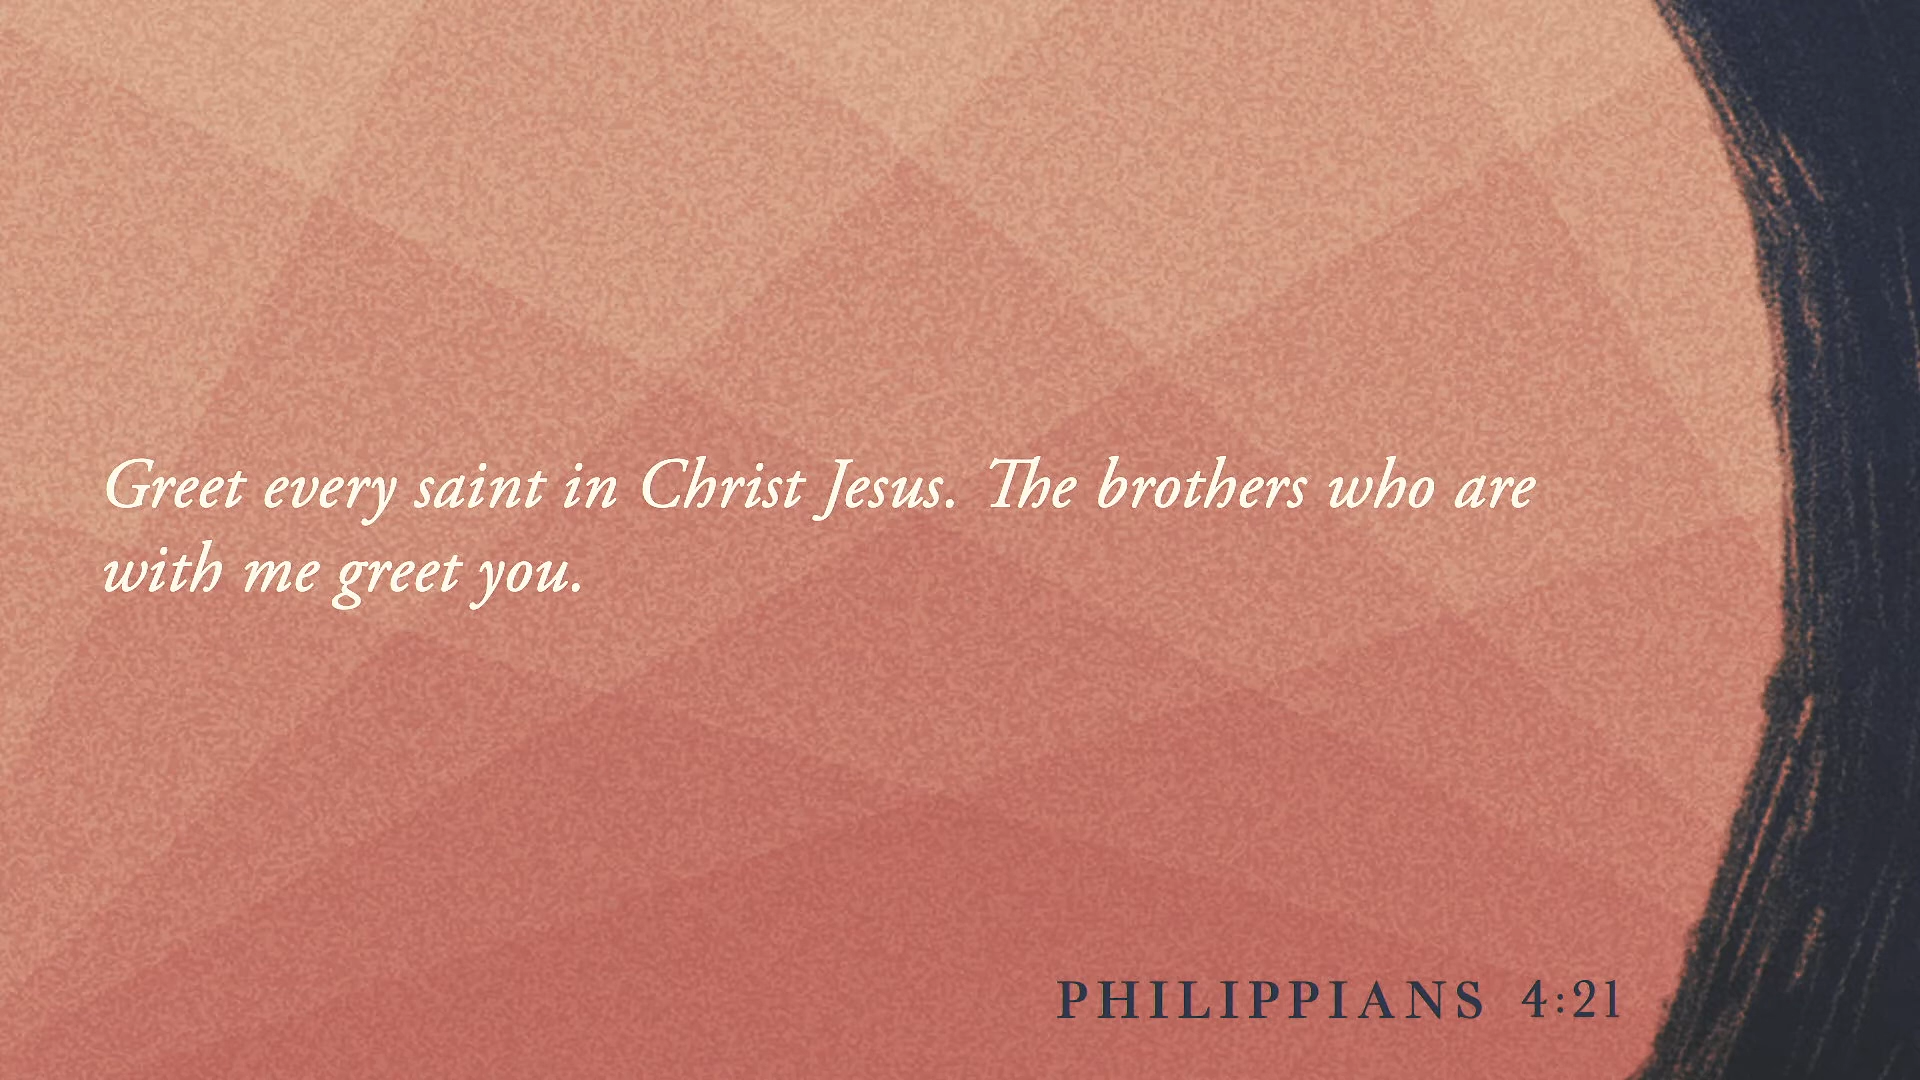 Greet every saint in Christ Jesus. The brothers who are
with me greet you.
PHILIPPIANS 4:21